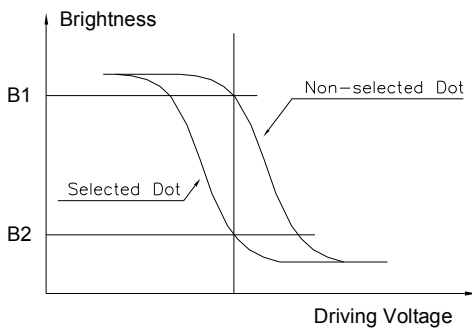 Brightness
B1
Non-selected Dot
Selected Dot
B2
Driving Voltage